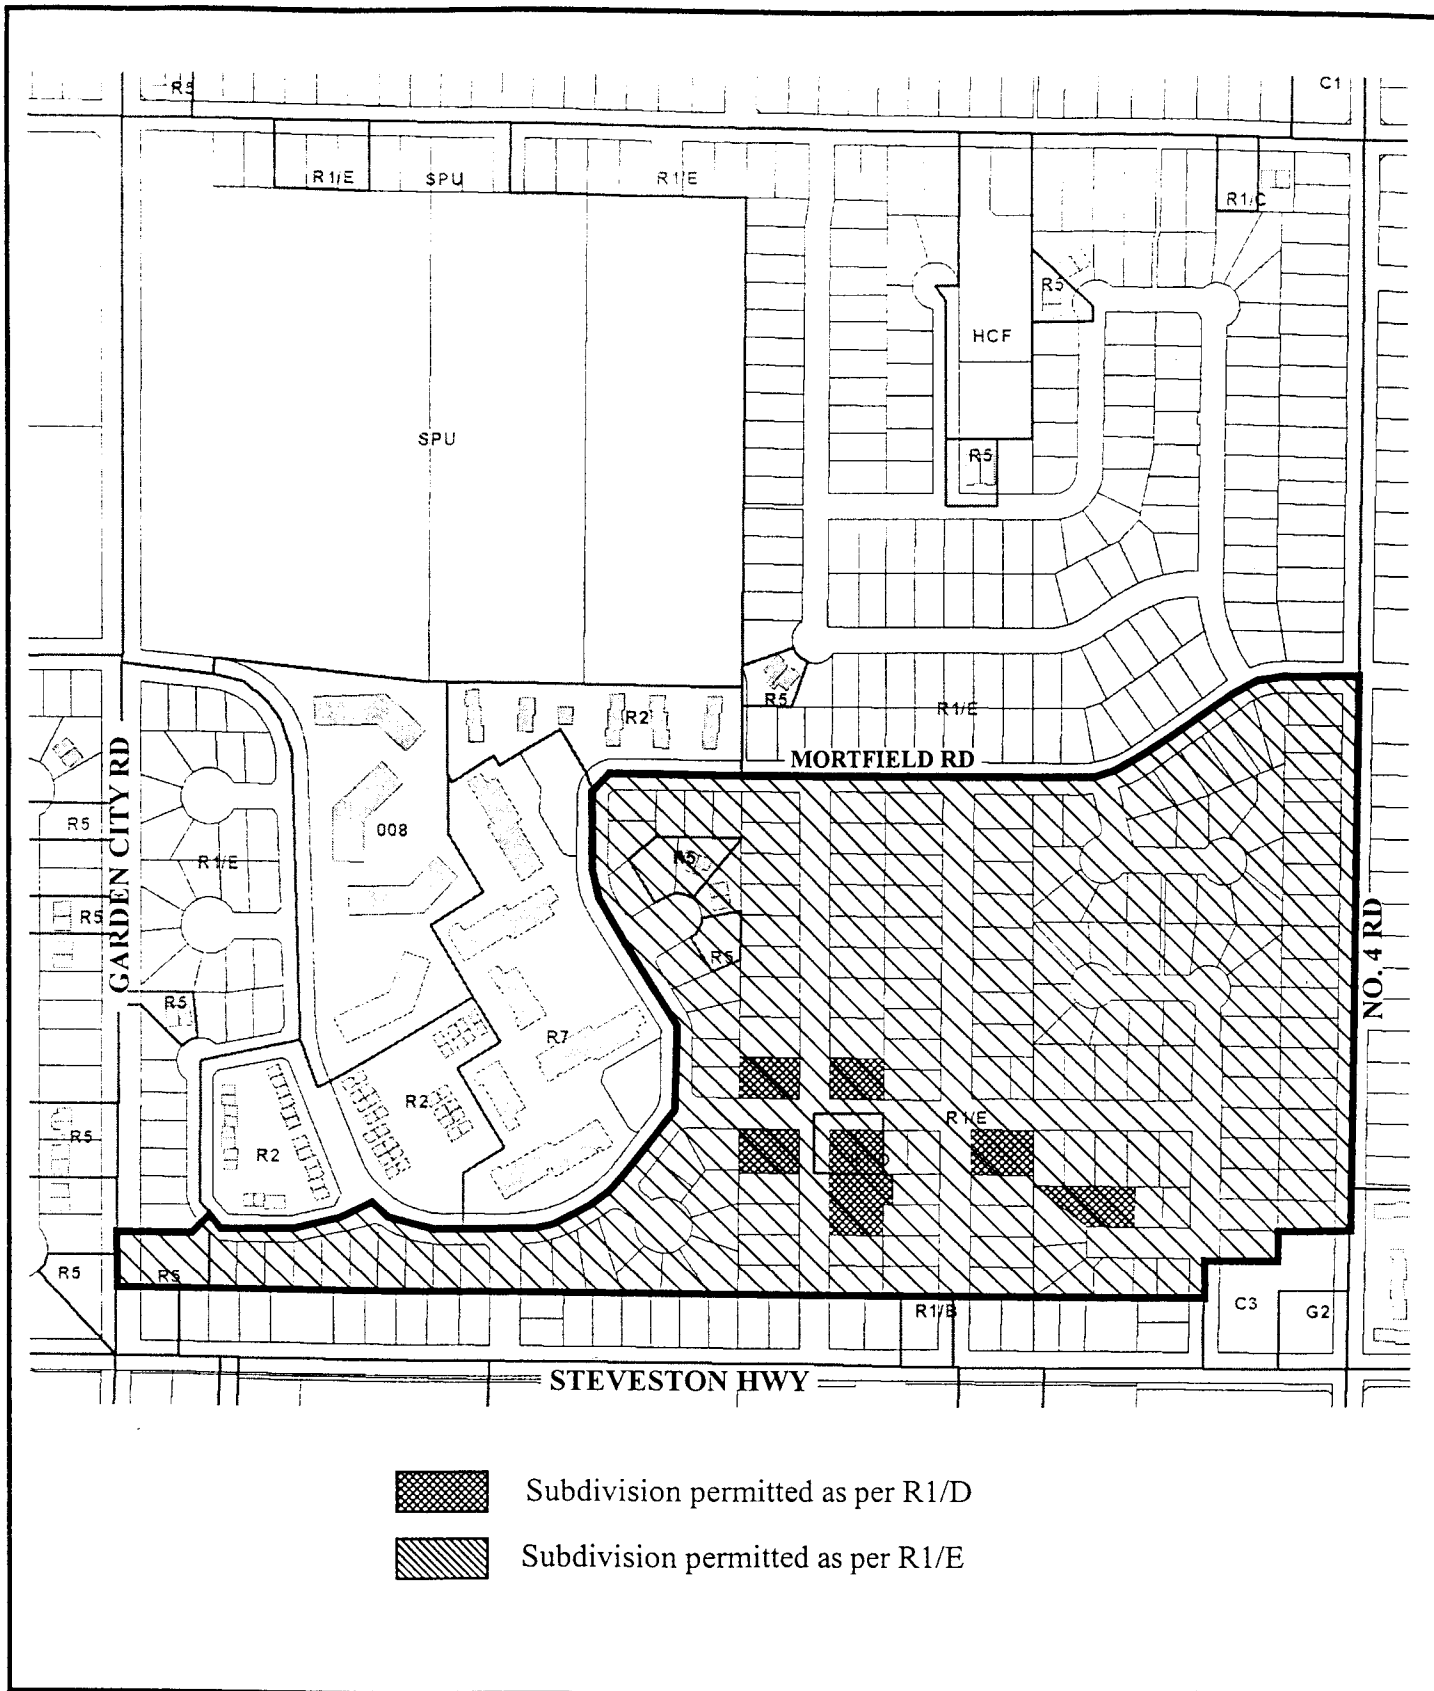 R5
C1
R1/E
SPU
R1/E
R1/C
R5
HCF
SPU
R5
R5
R2
R1/E
MORTFIELD RD
GARDEN CITY RD
R5
008
R1/E
R5
R5
R5
NO. 4 RD
R5
R5
R7
R2
R1/E
R5
R2
R5
R5
R1/B
C3
G2
STEVESTON HWY
Subdivision permitted as per R1/D
Subdivision permitted as per R1/E